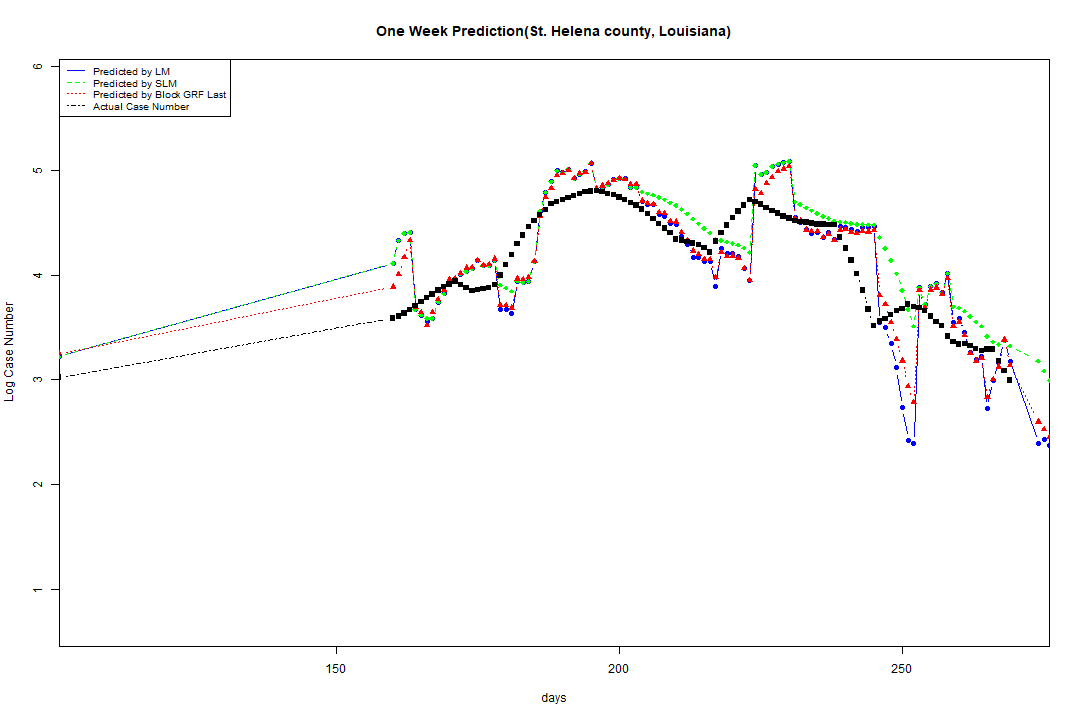 One Week Prediction(St. Helena county, Louisiana)
Predicted by LM
Predicted by SLM
Predicted by Block GRF Last
Actual Case Number
6
5
4
3
2
1
Log Case Number
150 200 250
days